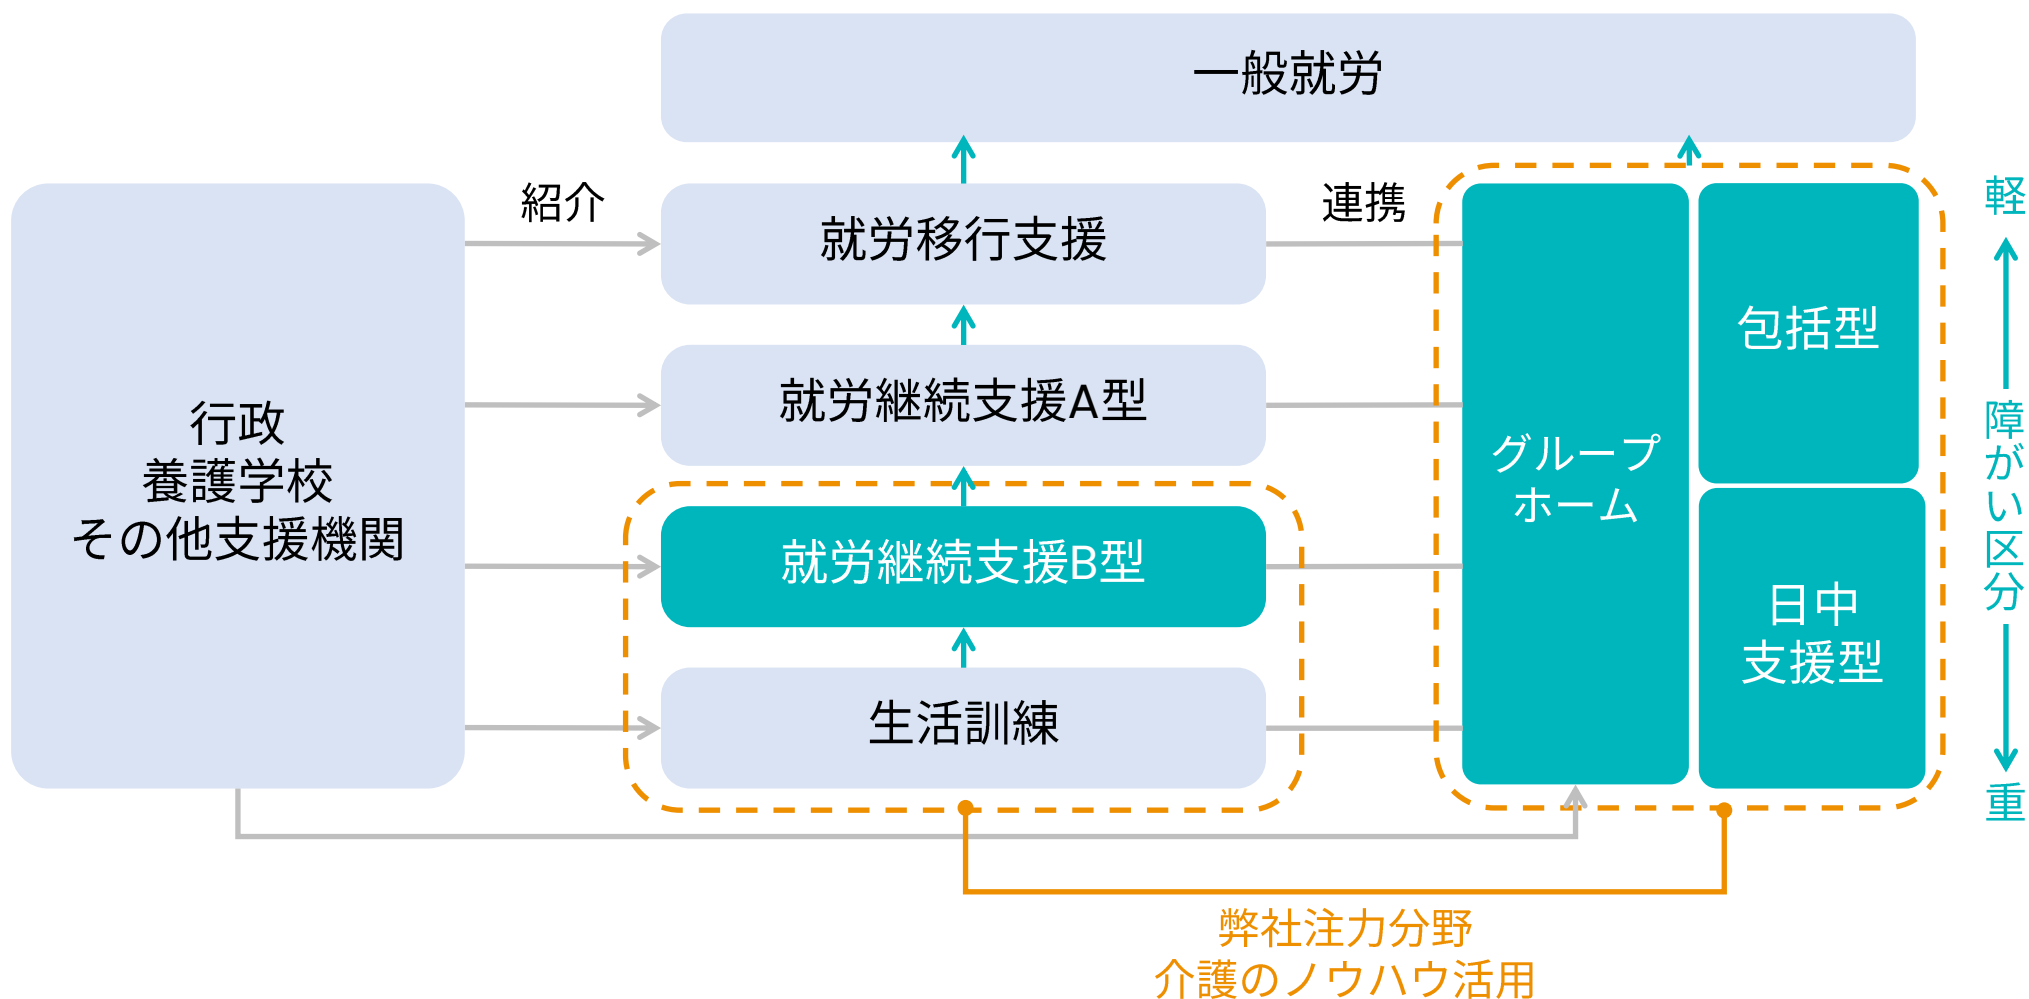 一般就労
紹介
就労移行支援
連携
軽
就労継続支援A型
包括型
行政
養護学校
その他支援機関
グループ
ホーム
障がい区分
就労継続支援B型
日中
支援型
生活訓練
重
弊社注力分野
介護のノウハウ活用